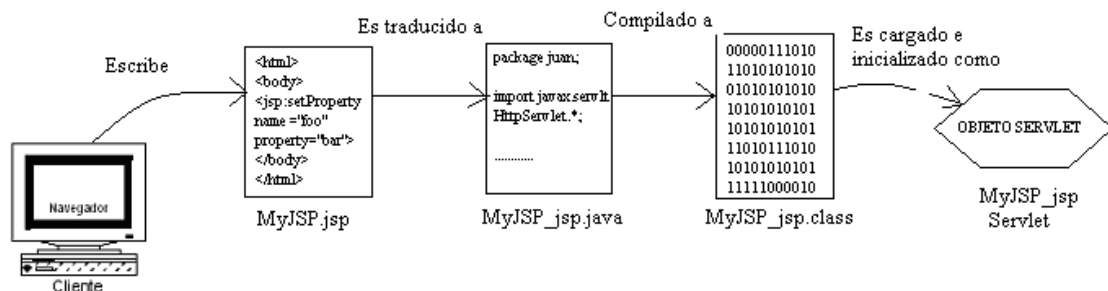 Escribe
Navegador
Cliente
<html>
<body>
<jsp:setProperty
name ="foo"
property="bar">
</body>
</html>
MyJSP.jsp
Es traducido a
package juan;
import javax.servlt
HttpServlet.*;
............
MyJSP_jsp.java
Compilado a
00000111010
11010101010
01010101010
10101010101
10101010101
11010111010
10101010101
11111000010
MyJSP_jsp.class
Es cargado e
inicializado como
OBJETO SERVLET
MyJSP_jsp
Servlet